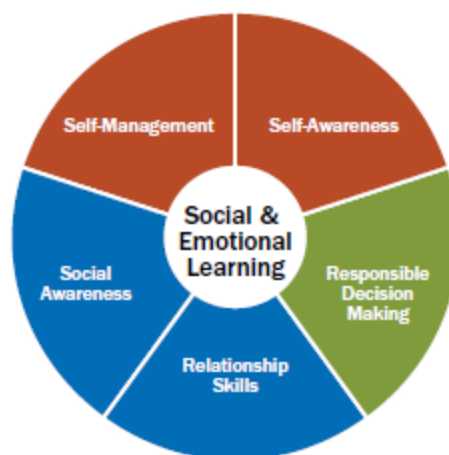 Self-Management
Self-Awareness
Social &
Emotional
Learning
Social
Awareness
Responsible
Decision
Making
Relationship
Skills